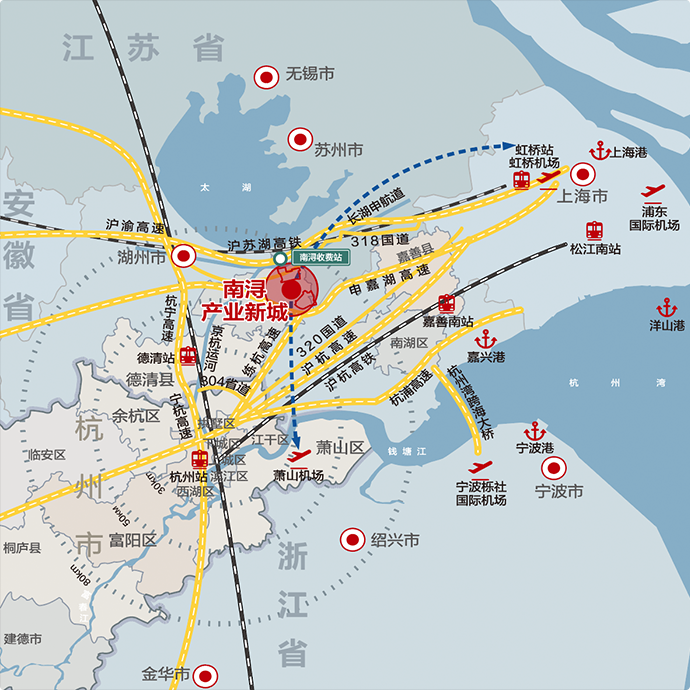 江苏省
无锡市
苏州市
虹桥站
虹桥机场
上海港
上海市
浦东
国际机场
松江南站
太 湖
安徽省
沪渝高速
长湖申航道
沪苏湖高铁
318国道
嘉善县
湖州市
南浔收费站
南浔
产业新城
申嘉湖高速
嘉善南站
洋山港
杭宁高速
京杭运河
练杭高速
320国道
沪杭高速
沪杭高铁
南湖区
嘉兴港
德清站
德清县
304省道
杭浦高速
杭州湾跨海大桥
杭 州 湾
余杭区
宁杭高速
拱墅区
江干区
萧山区
钱塘江
宁波港
临安区
杭州市
上城区
滨江区
杭州站
西湖区
萧山机场
宁波栎社
国际机场
宁波市
30km
50km
80km
富阳区
桐庐县
绍兴市
浙江省
建德市
金华市